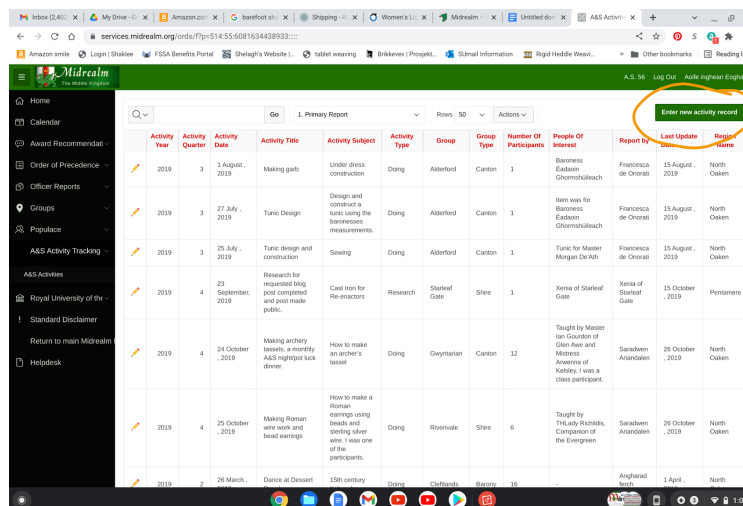 Inbox (2,402
My Drive - Go
Amazon.com
barefoot sho
Shipping - A
Women's Lig
Midrealm -
Untitled doc
A&S Activitie
services.midrealm.org/ords/f?p=514:55:6081634438933:::::
Amazon smile
Login | Shaklee
FSSA Benefits Portal
Shelagh's Website |..
tablet weaving
Brikkevev | Prosjekt..
SUmail Information
Rigid Heddle Weavi...
»
Other bookmarks
Reading l
Midrealm
The Middle Kingdom
A.S. 56 Log Out Aoife inghean Eogha
Home
Calendar
Award Recommendati
Order of Precedence
Officer Reports
Groups
Populace
A&S Activity Tracking
A&S Activities
Royal University of the
Standard Disclaimer
Return to main Midrealm
Helpdesk
Go
1. Primary Report
Rows 50
Actions
Enter new activity record
Activity Year Activity Quarter Activity Date Activity Title Activity Subject Activity Type Group Group Type Number Of Participants People Of Interest Report by Last Update Region Name
2019 3 1 August , 2019 Making garb Under dress construction Doing Alderford Canton 1 Baroness Éadaoin Ghormshúileach Francesca de Onorati 15 August , 2019 North Oaken
2019 3 27 July , 2019 Tunic Design Design and construct a tunic using the baronesses measurements. Doing Alderford Canton 1 Item was for Baroness Éadaoin Ghormshúileach Francesca de Onorati 15 August , 2019 North Oaken
2019 3 25 July , 2019 Tunic design and construction Sewing Doing Alderford Canton 1 Tunic for Master Morgan De'Ath Francesca de Onorati 15 August , 2019 North Oaken
2019 4 23 September, 2019 Research for requested blog post completed and post made public. Cast Iron for Re-enactors Research Starleaf Gate Shire 1 Xenia of Starleaf Gate Xenia of Starleaf Gate 15 October , 2019 Pentamere
2019 4 24 October , 2019 Making archery tassels, a monthly A&S night/pot luck dinner. How to make an archer's tassel Doing Gwyntarian Canton 12 Taught by Master Ian Gourdon of Glen Awe and Mistress Arwenna of Kelsley. I was a class participant. Saradwen Ariandalen 26 October , 2019 North Oaken
2019 4 25 October , 2019 Making Roman wire work and bead earrings How to make a Roman earrings using beads and sterling silver wire. I was one of the participants. Doing Rivenvale Shire 6 Taught by THLady Richildis, Companion of the Evergreen Saradwen Ariandalen 26 October , 2019 North Oaken
2019 2 26 March , Dance at Dessert 15th century Doing Cleftlands Barony 16 - Angharad ferch 1 April , 2019 North Oaken